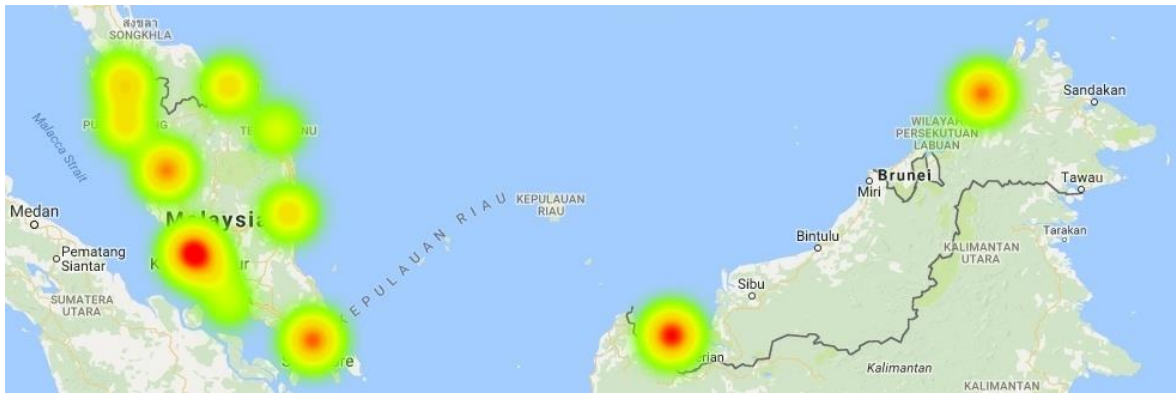 สงขลา
SONGKHLA
Sandakan
Malacca Strait
WILAYAH
PERSEKUTUAN
LABUAN
Brunei
Miri
Tawau
KEPULAUAN
RIAU
KEPULAUAN RIAU
Medan
Malaysia
Pematang
Siantar
Bintulu
KALIMANTAN
UTARA
Tarakan
Sibu
SUMATERA
UTARA
Kalimantan
KALIMANTAN